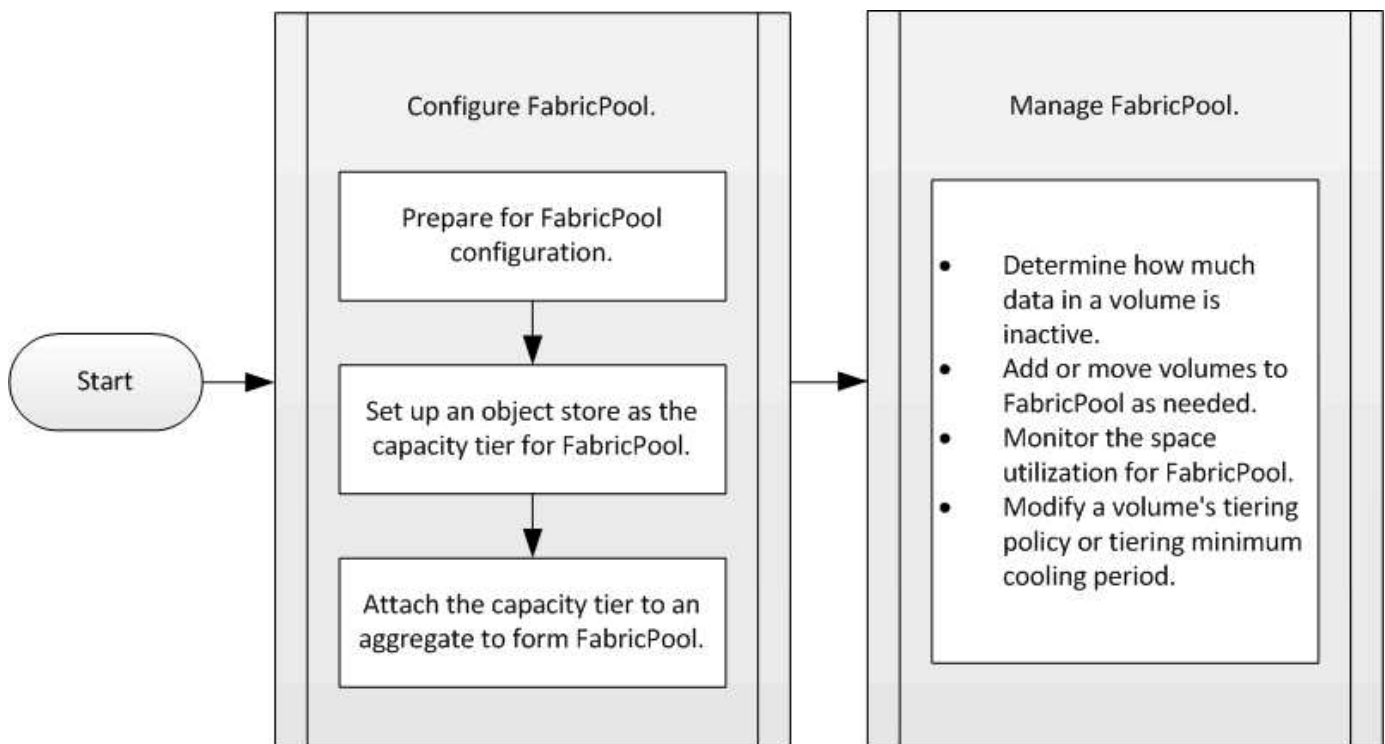 Start
Configure FabricPool.
Prepare for FabricPool
configuration.
Set up an object store as the
capacity tier for FabricPool.
Attach the capacity tier to an
aggregate to form FabricPool.
Manage FabricPool.
• Determine how much
data in a volume is
inactive.
• Add or move volumes to
FabricPool as needed.
• Monitor the space
utilization for FabricPool.
• Modify a volume's tiering
policy or tiering minimum
cooling period.